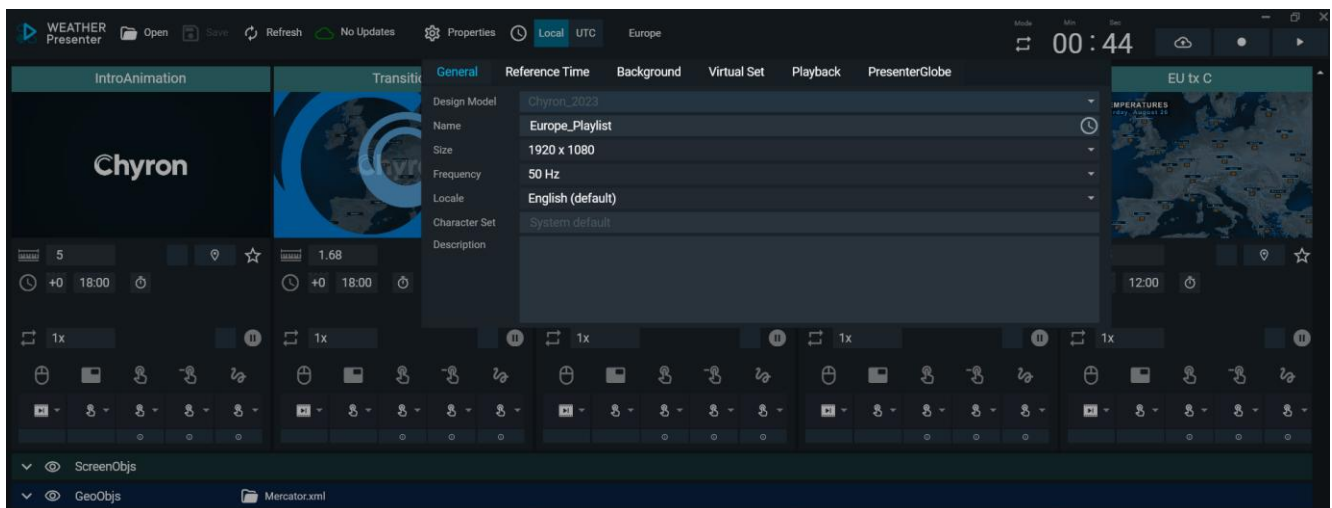 WEATHER
Presenter
Open
Save
Refresh
No Updates
Properties
Local
UTC
Europe
Mode
Min
Sec
00 : 44
IntroAnimation
EU tx C
General
Reference Time
Background
Virtual Set
Playback
PresenterGlobe
Design Model
Chyron_2023
Name
Europe_Playlist
Size
1920 x 1080
Frequency
50 Hz
Locale
English (default)
Character Set
System default
Description
Chyron
5
1.68
+0 18:00
+0 18:00
12:00
1x
1x
1x
1x
1x
ScreenObjs
GeoObjs
Mercator.xml